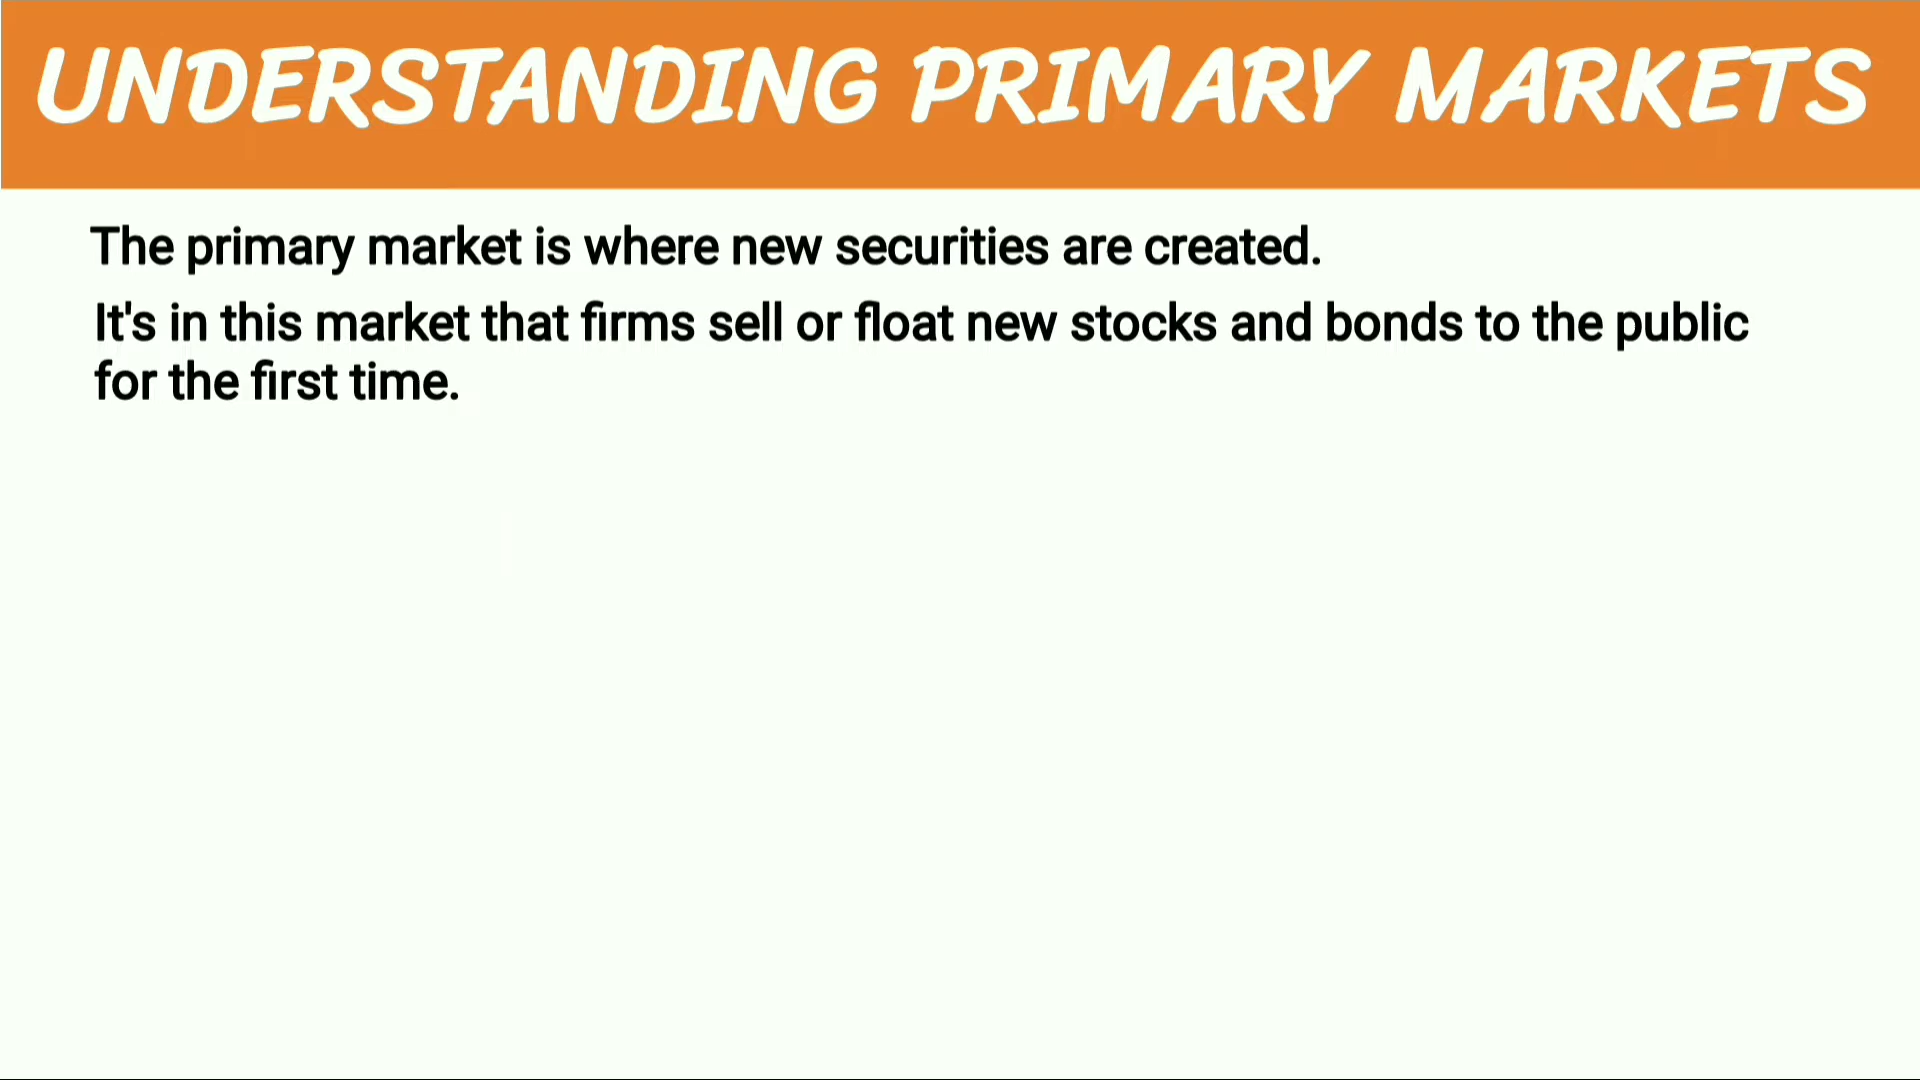 UNDERSTANDING PRIMARY MARKETS
The primary market is where new securities are created.
It's in this market that firms sell or float new stocks and bonds to the public
for the first time.